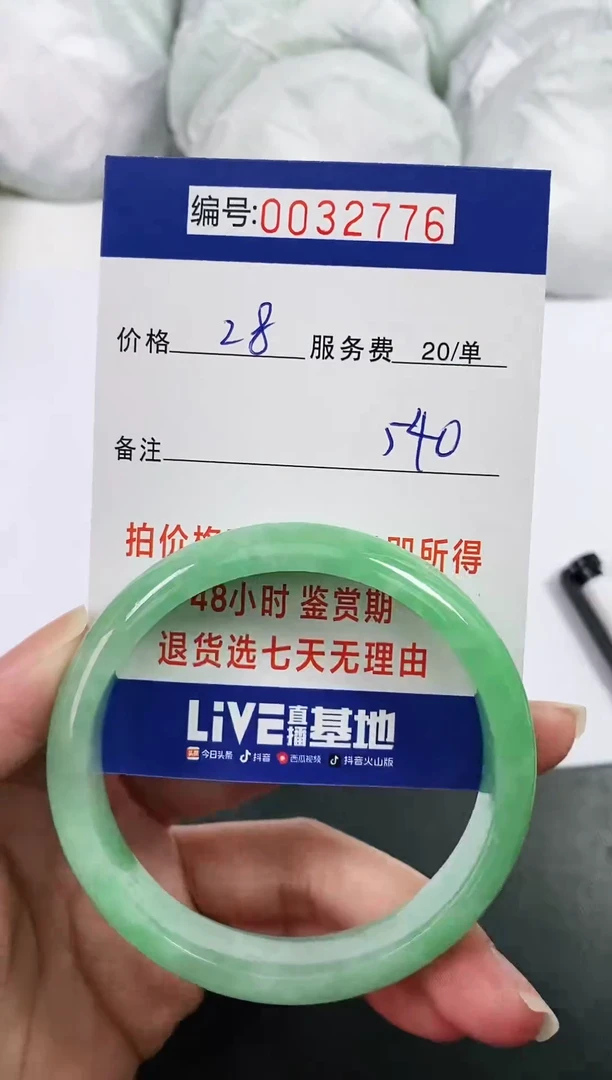 编号:0032776
价格 28 服务费 20/单
备注 540
拍价格 即所得
48小时 鉴赏期
退货选七天无理由
LiVE直播基地
今日头条 抖音 西瓜视频 抖音火山版